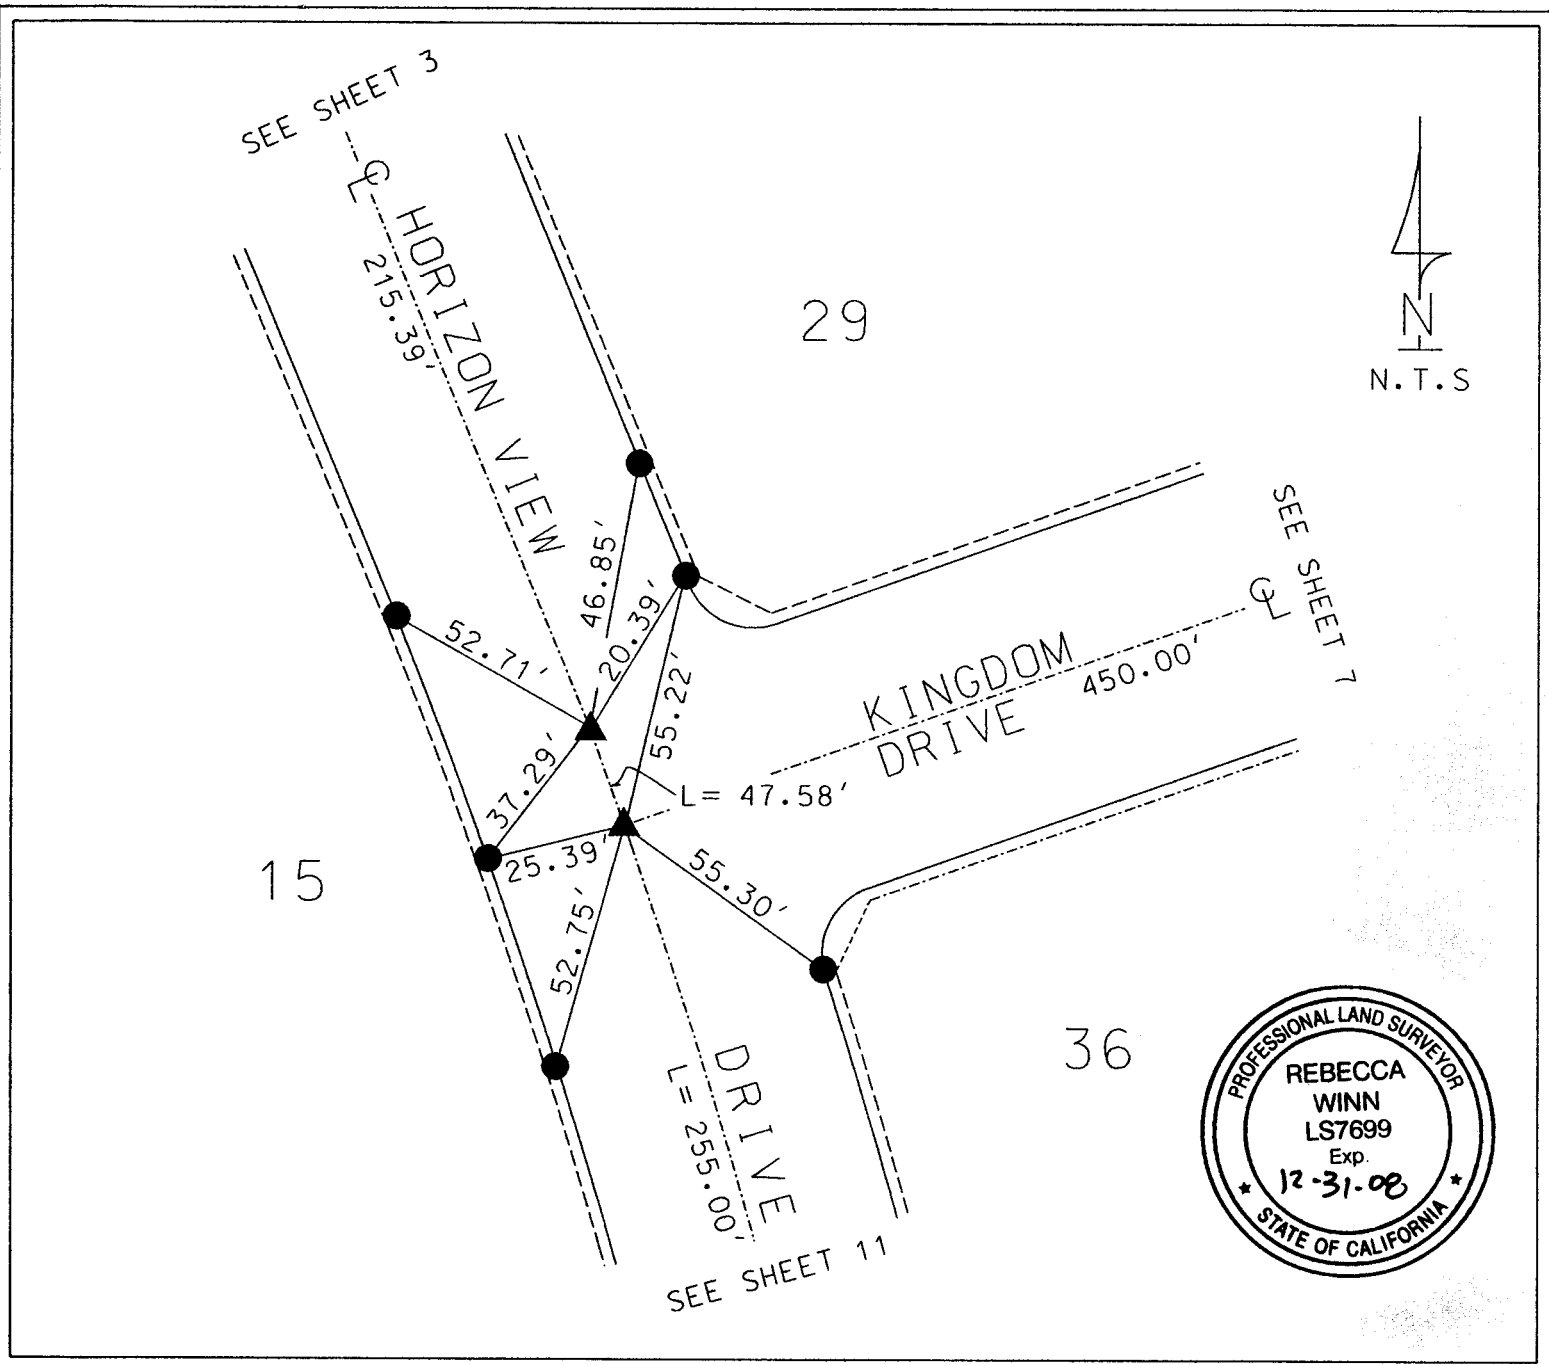 SEE SHEET 3
CL
HORIZON VIEW
215.39'
29
N
N.T.S
SEE SHEET 7
46.85'
20.39'
52.71'
55.22'
CL
KINGDOM
DRIVE
450.00'
37.29'
L= 47.58'
25.39'
55.30'
15
52.75'
36
DRIVE
L= 255.00'
SEE SHEET 11
PROFESSIONAL LAND SURVEYOR
REBECCA
WINN
LS7699
Exp.
12-31-08
STATE OF CALIFORNIA